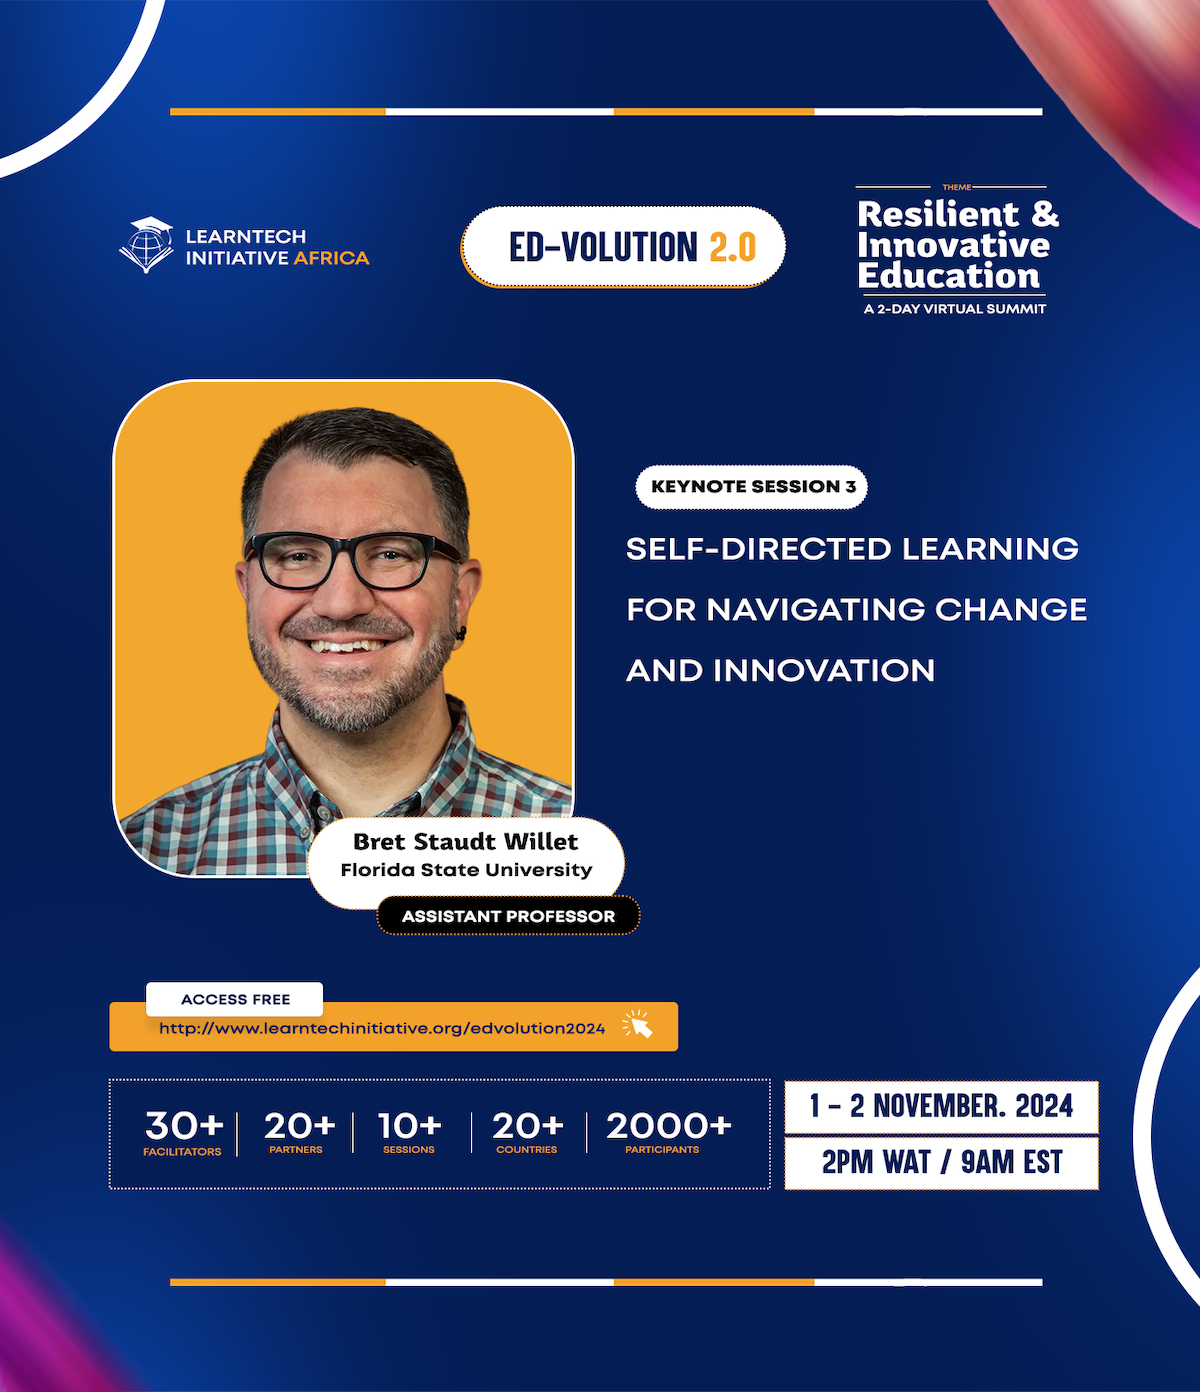 LEARNTECH
INITIATIVE AFRICA
ED-VOLUTION 2.0
THEME
Resilient &
Innovative
Education
A 2-DAY VIRTUAL SUMMIT
KEYNOTE SESSION 3
SELF-DIRECTED LEARNING
FOR NAVIGATING CHANGE
AND INNOVATION
Bret Staudt Willet
Florida State University
ASSISTANT PROFESSOR
ACCESS FREE
http://www.learntechinitiative.org/edvolution2024
30+
FACILITATORS
20+
PARTNERS
10+
SESSIONS
20+
COUNTRIES
2000+
PARTICIPANTS
1 - 2 NOVEMBER. 2024
2PM WAT / 9AM EST